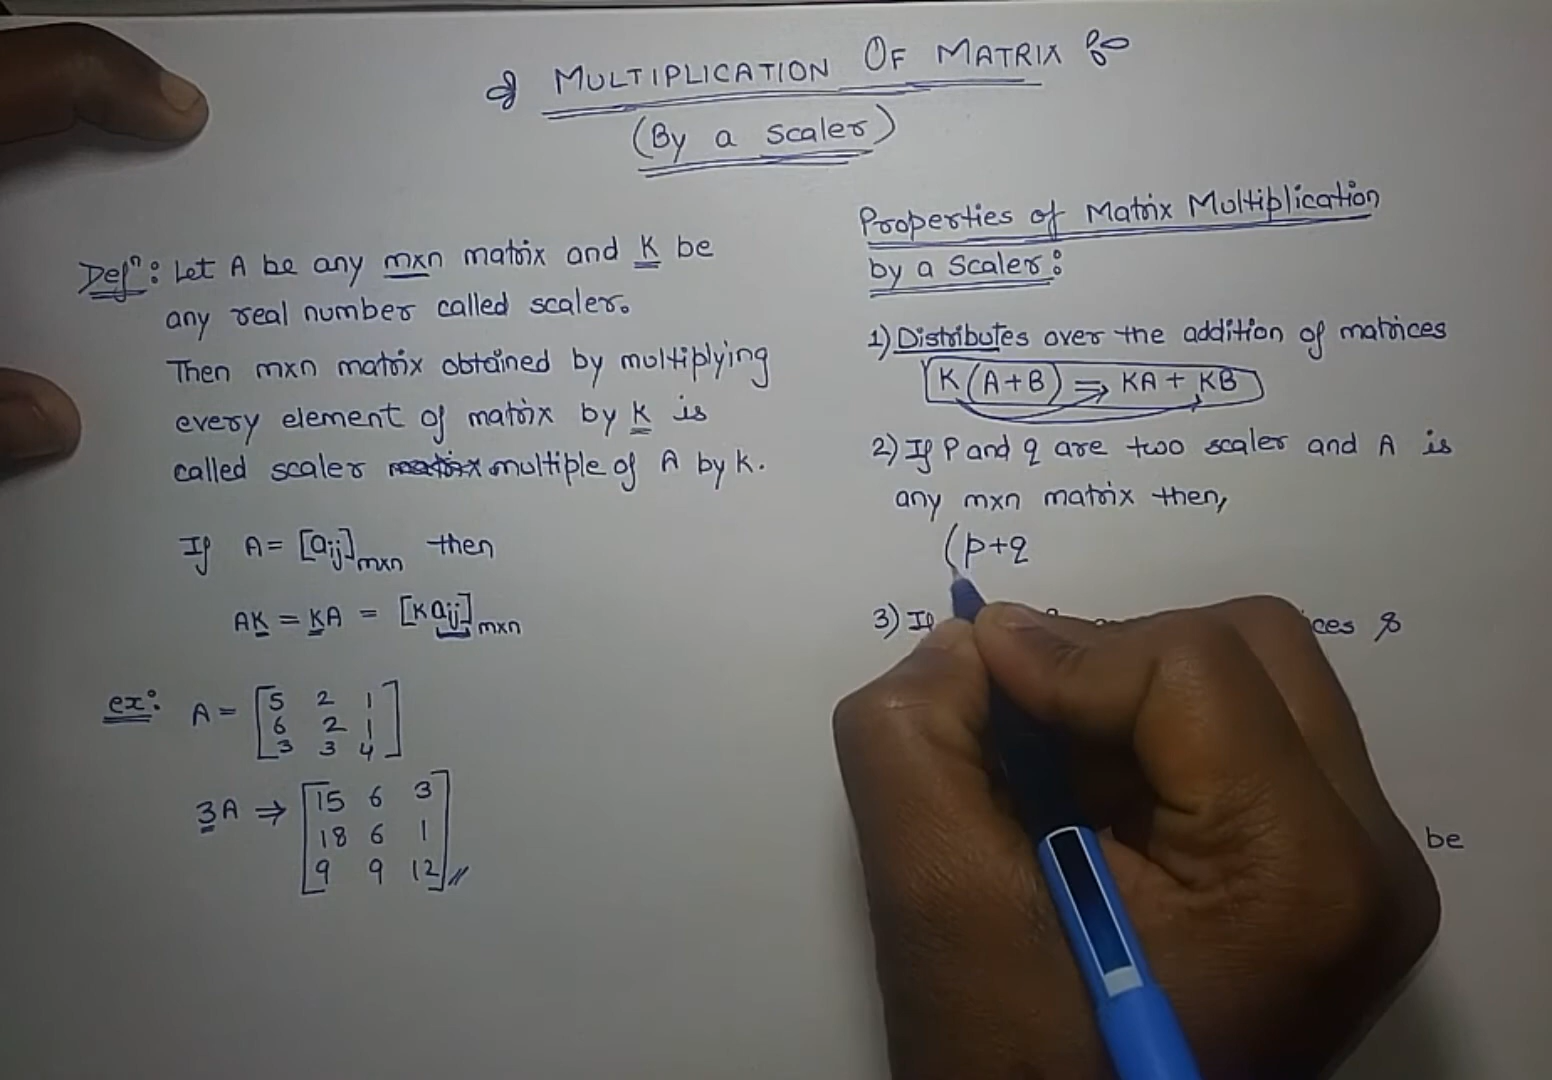 MULTIPLICATION OF MATRIX
(By a scaler)
Defⁿ: Let A be any mxn matrix and K be
any real number called scaler.
Then mxn matrix obtained by multiplying
every element of matrix by K is
called scaler multiple of A by K.
If A = [aij]mxn then
AK = KA = [Kaij]mxn
ex: A = [5 2 1
6 2 1
3 3 4]
3A ⇒ [15 6 3
18 6 1
9 9 12]
Properties of Matrix Multiplication
by a Scaler:
1) Distributes over the addition of matrices
K(A+B) ⇒ KA + KB
2) If P and q are two scaler and A is
any mxn matrix then,
(p+q
3) If
be